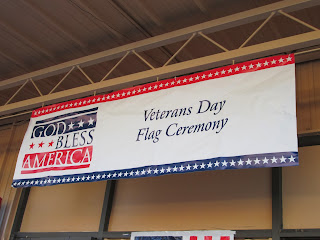 GOD
BLESS
AMERICA
Veterans Day
Flag Ceremony